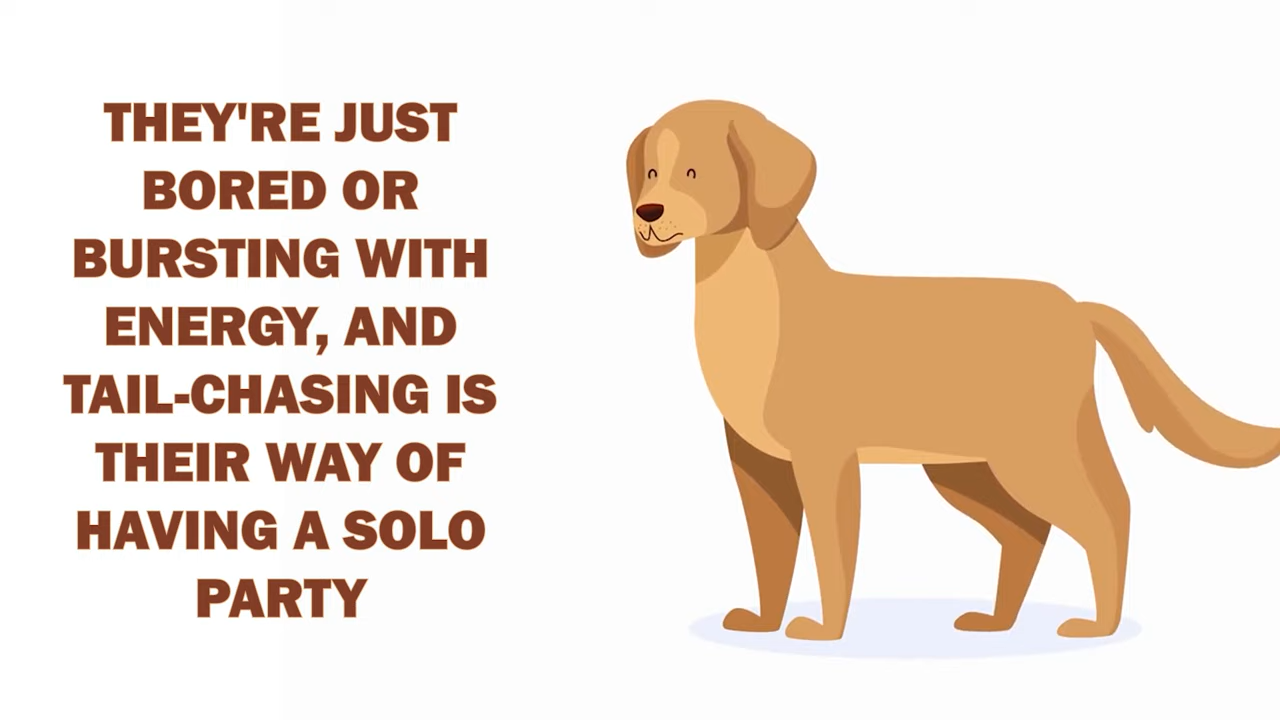 THEY'RE JUST
BORED OR
BURSTING WITH
ENERGY, AND
TAIL-CHASING IS
THEIR WAY OF
HAVING A SOLO
PARTY